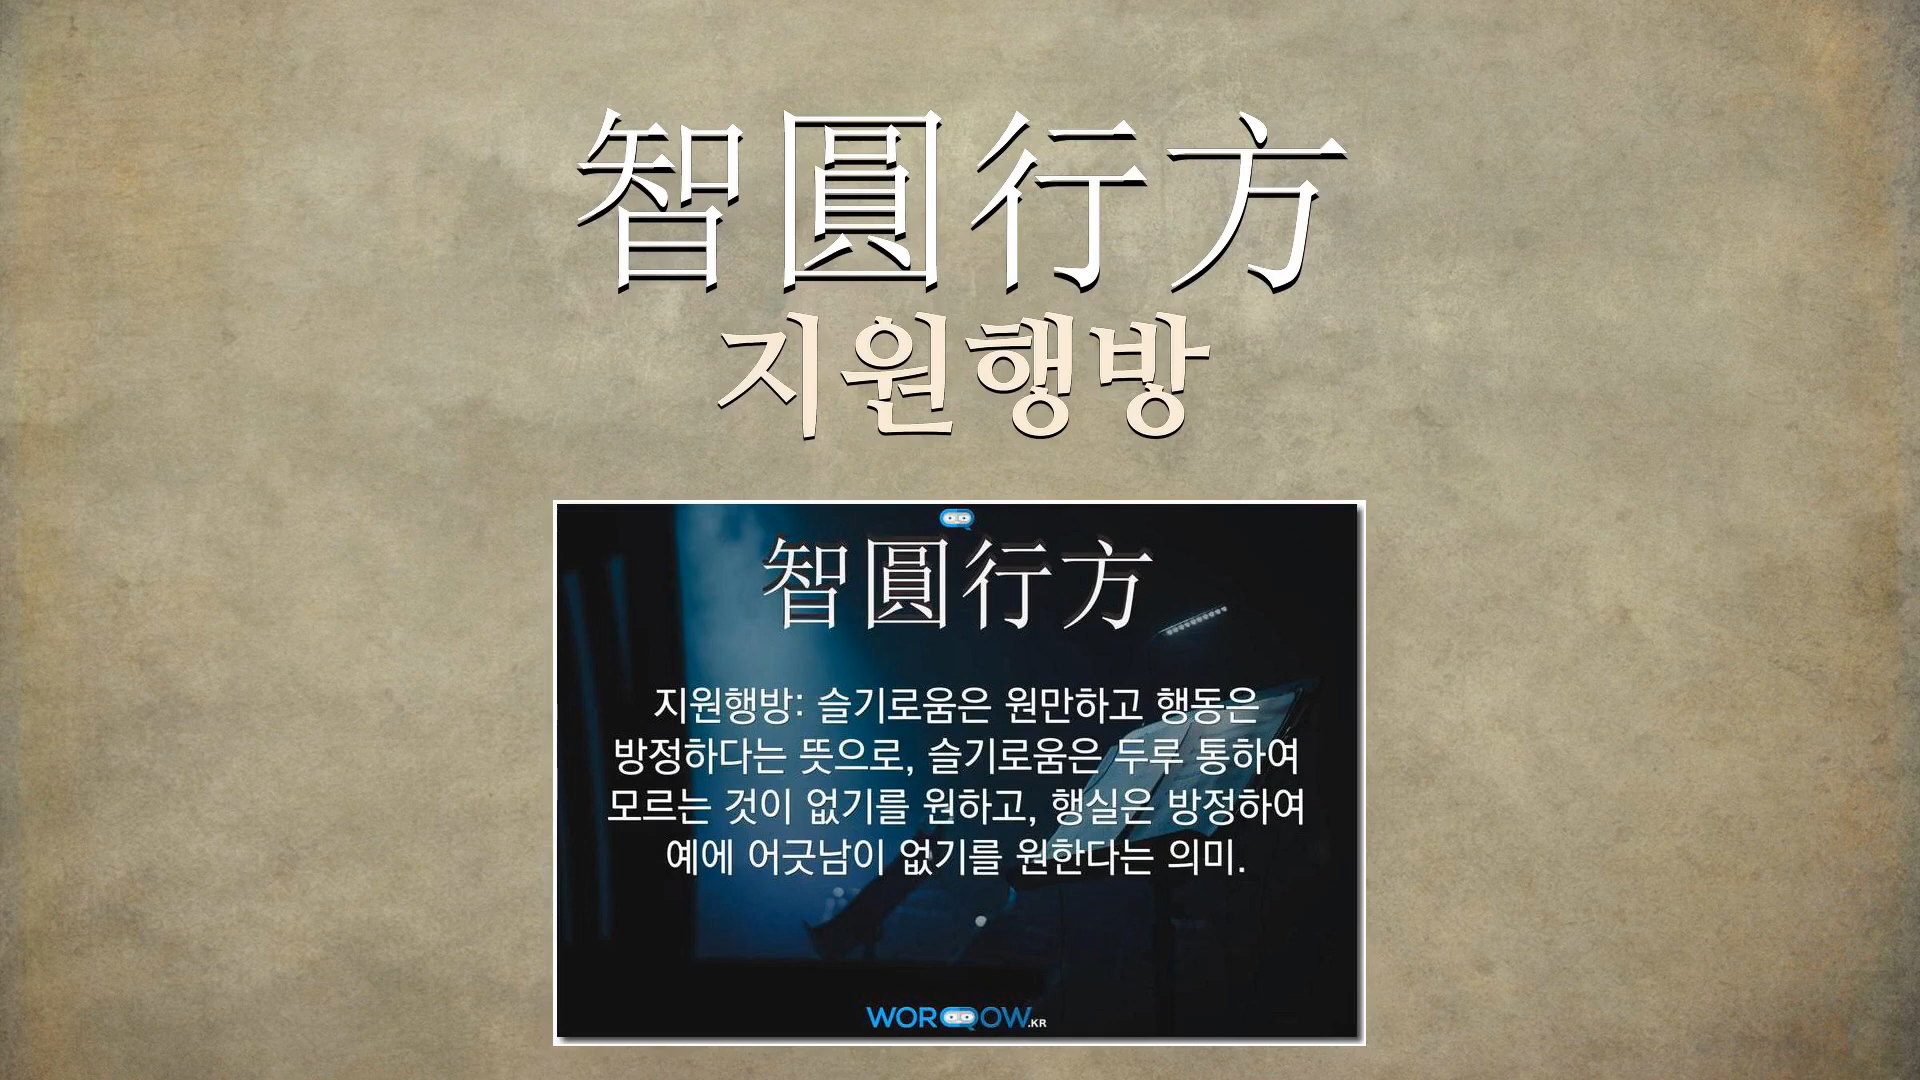 智圓行方
지원행방
智圓行方
지원행방: 슬기로움은 원만하고 행동은
방정하다는 뜻으로, 슬기로움은 두루 통하여
모르는 것이 없기를 원하고, 행실은 방정하여
예에 어긋남이 없기를 원한다는 의미.
WORQQOW.KR